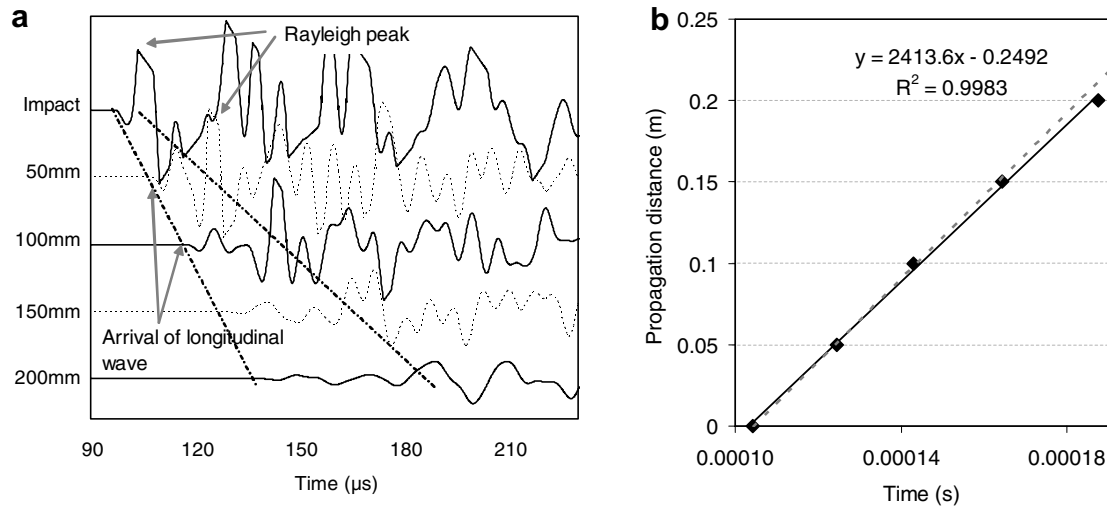 a
Rayleigh peak
Impact
50mm
100mm
150mm
200mm
Arrival of longitudinal
wave
90 120 150 180 210
Time (µs)
b
y = 2413.6x - 0.2492
R² = 0.9983
Propagation distance (m)
0.25
0.2
0.15
0.1
0.05
0
0.00010 0.00014 0.00018
Time (s)